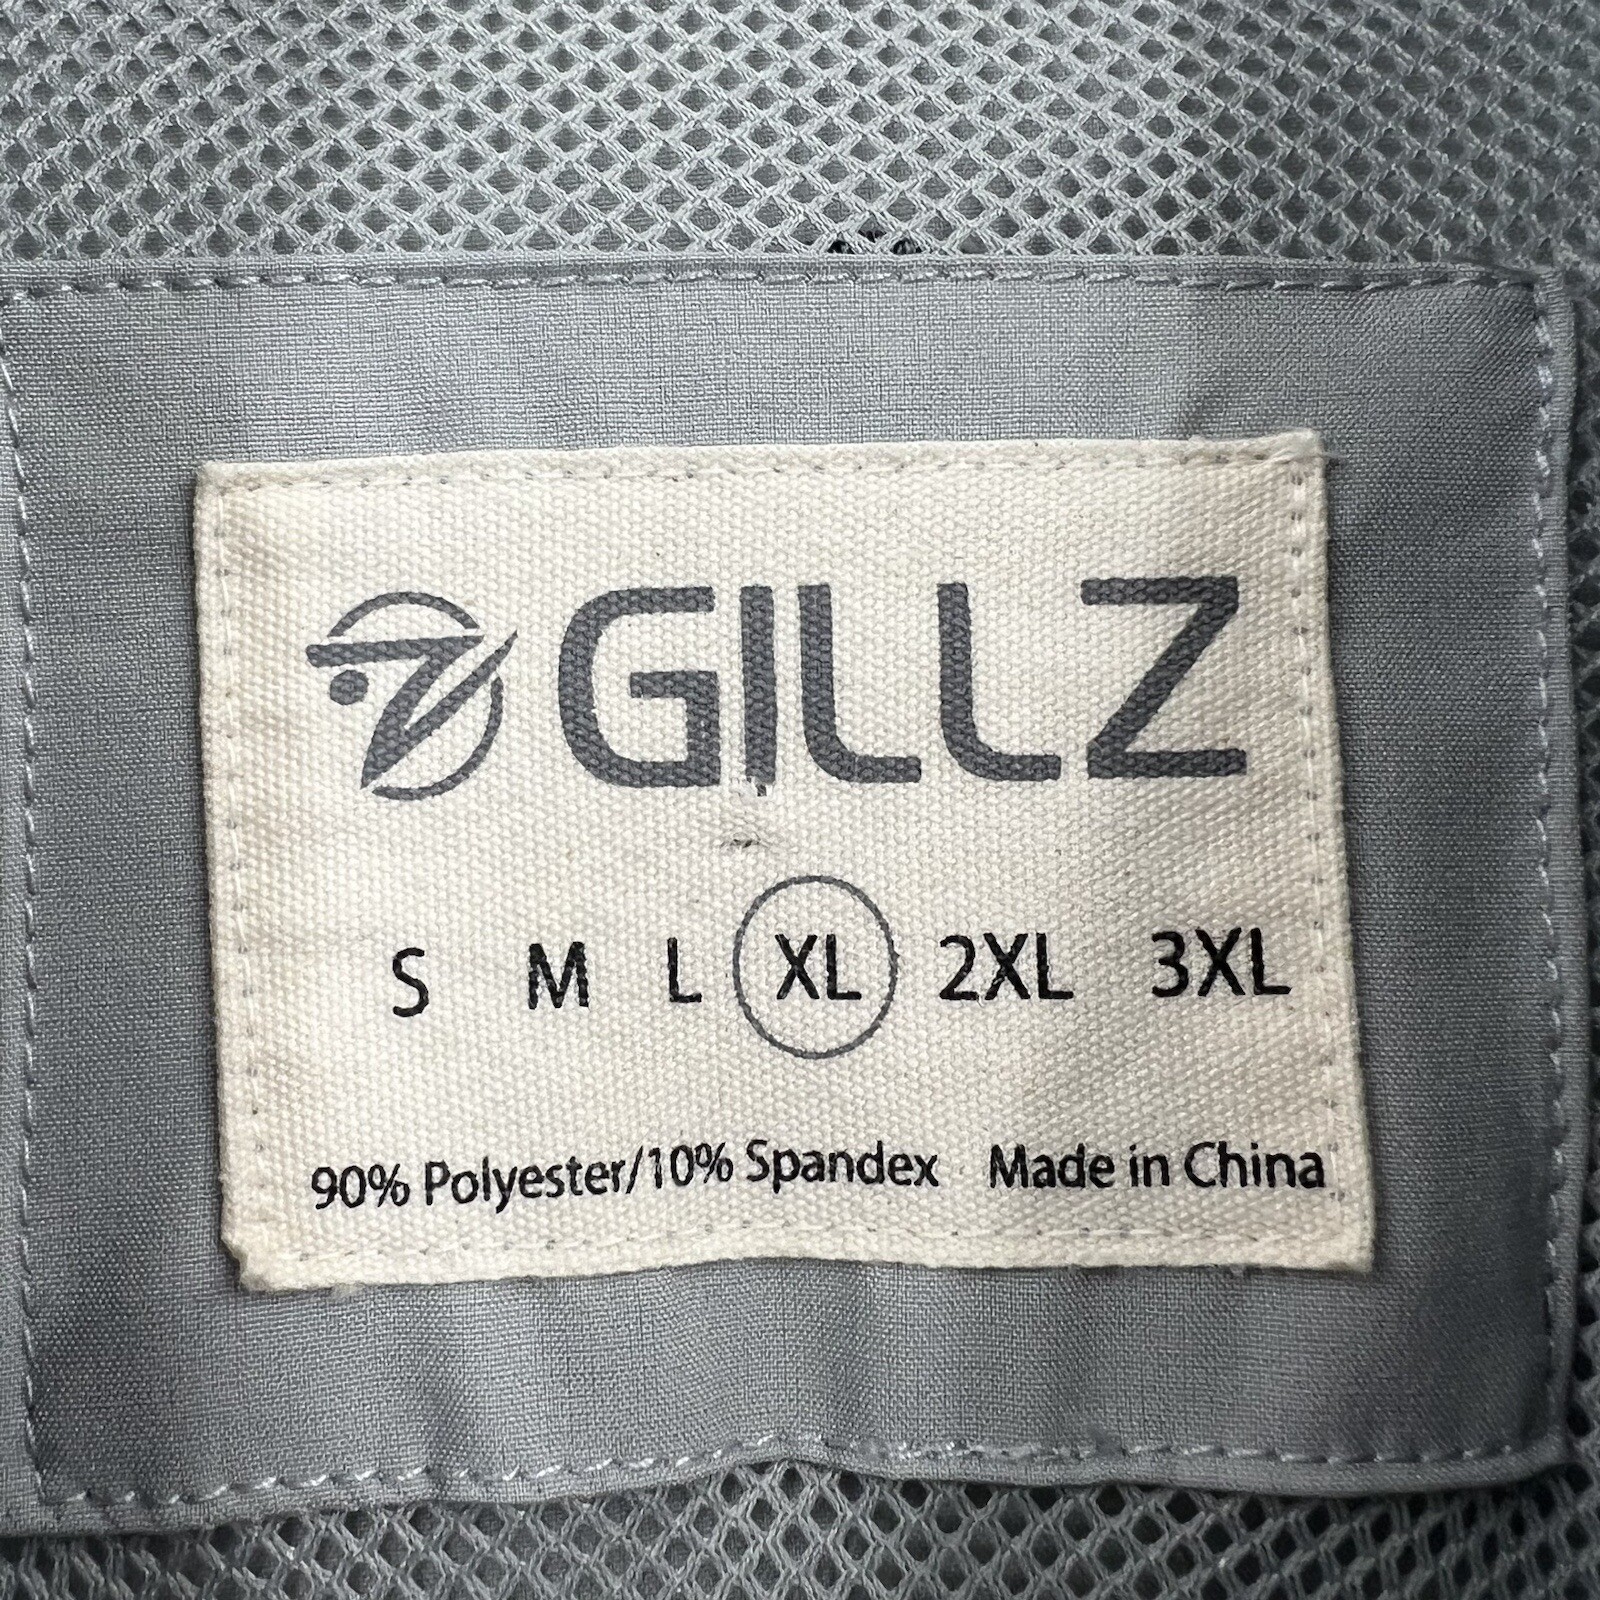 GILLZ
S M L XL 2XL 3XL
90% Polyester/10% Spandex Made in China